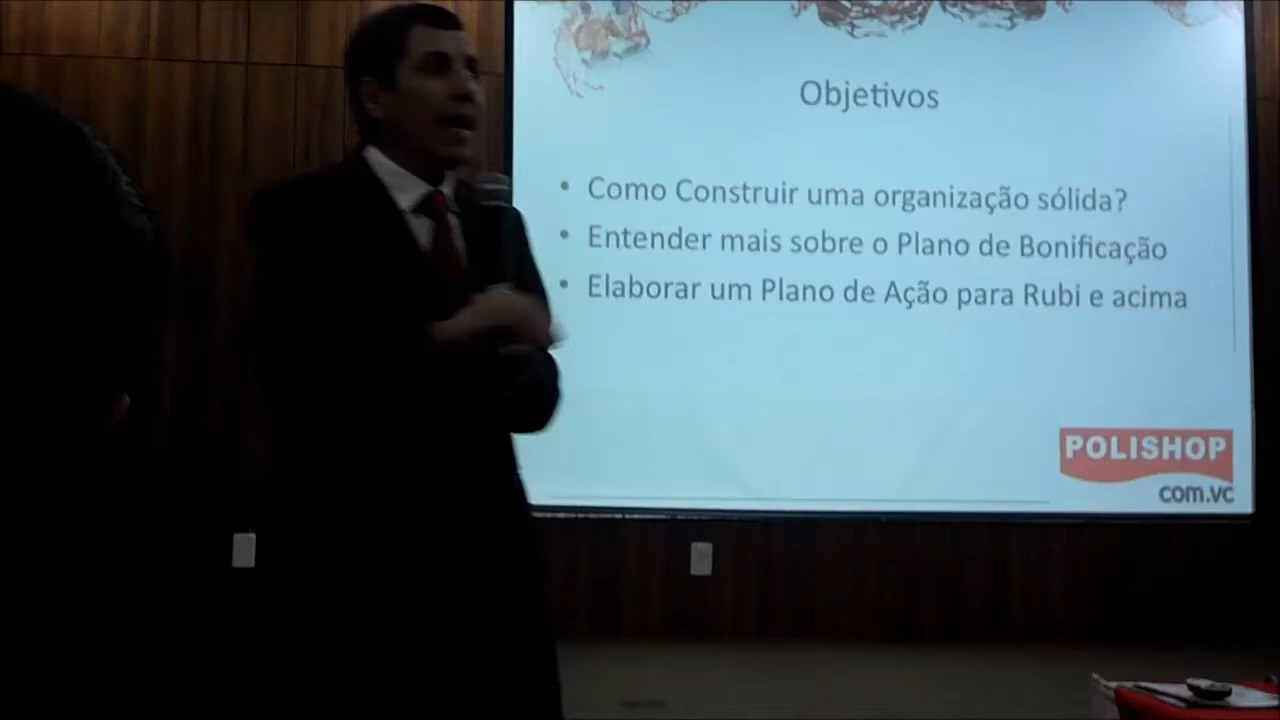 Objetivos
• Como Construir uma organização sólida?
• Entender mais sobre o Plano de Bonificação
• Elaborar um Plano de Ação para Rubi e acima
POLISHOP
com.vc